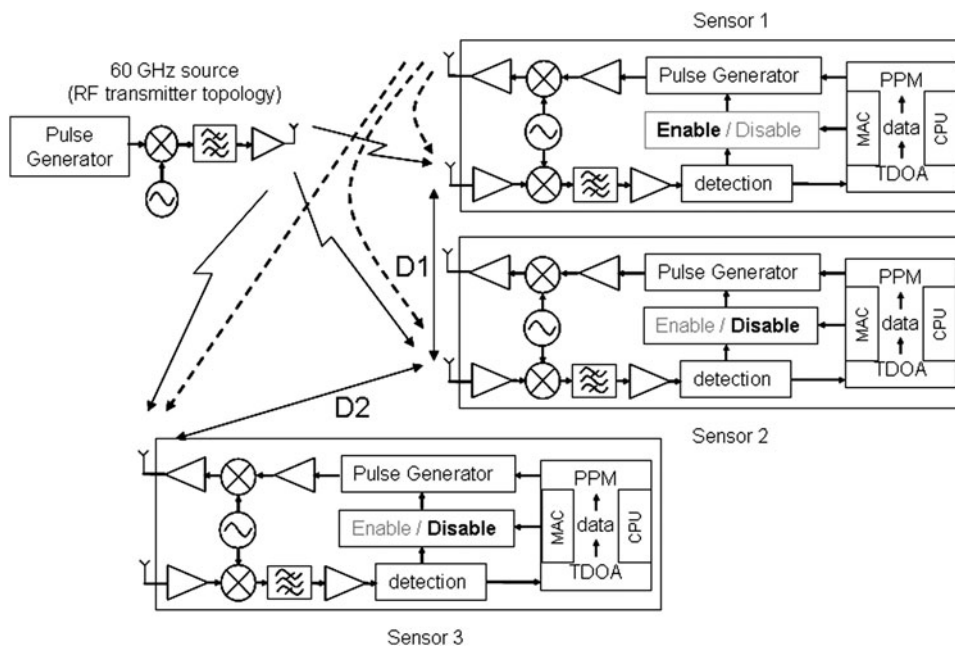 Sensor 1
60 GHz source
(RF transmitter topology)
Pulse
Generator
Pulse Generator
Enable / Disable
detection
PPM
MAC
data
CPU
TDOA
D1
Pulse Generator
Enable / Disable
detection
PPM
MAC
data
CPU
TDOA
Sensor 2
D2
Pulse Generator
Enable / Disable
detection
PPM
MAC
data
CPU
TDOA
Sensor 3